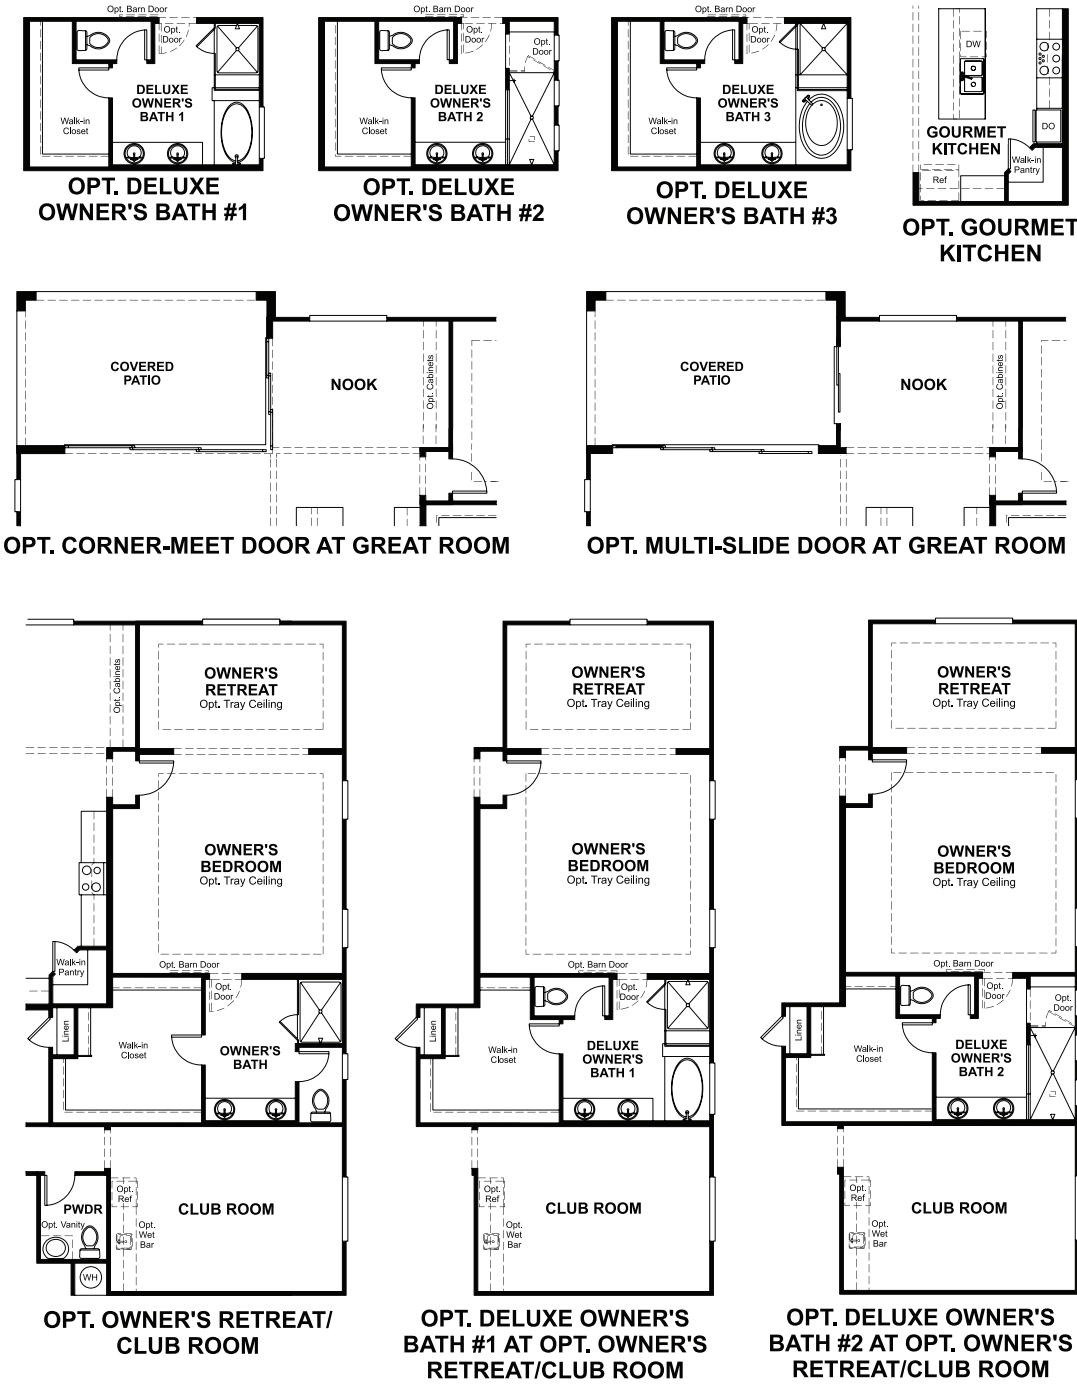 Opt. Barn Door
Opt.
Door
DELUXE
OWNER'S
BATH 1
Walk-in
Closet
OPT. DELUXE
OWNER'S BATH #1
Opt. Barn Door
Opt.
Door
Opt.
Door
DELUXE
OWNER'S
BATH 2
Walk-in
Closet
OPT. DELUXE
OWNER'S BATH #2
Opt. Barn Door
Opt.
Door
DELUXE
OWNER'S
BATH 3
Walk-in
Closet
OPT. DELUXE
OWNER'S BATH #3
DW
DO
GOURMET
KITCHEN
Walk-in
Pantry
Ref
OPT. GOURMET
KITCHEN
COVERED
PATIO
NOOK
Opt. Cabinets
OPT. CORNER-MEET DOOR AT GREAT ROOM
COVERED
PATIO
NOOK
Opt. Cabinets
OPT. MULTI-SLIDE DOOR AT GREAT ROOM
Opt. Cabinets
OWNER'S
RETREAT
Opt. Tray Ceiling
OWNER'S
BEDROOM
Opt. Tray Ceiling
Walk-in
Pantry
Opt. Barn Door
Opt.
Door
Linen
Walk-in
Closet
OWNER'S
BATH
PWDR
Opt. Vanity
Opt.
Ref
Opt.
Wet
Bar
CLUB ROOM
WH
OPT. OWNER'S RETREAT/
CLUB ROOM
OWNER'S
RETREAT
Opt. Tray Ceiling
OWNER'S
BEDROOM
Opt. Tray Ceiling
Opt. Barn Door
Opt.
Door
Linen
Walk-in
Closet
DELUXE
OWNER'S
BATH 1
Opt.
Ref
Opt.
Wet
Bar
CLUB ROOM
OPT. DELUXE OWNER'S
BATH #1 AT OPT. OWNER'S
RETREAT/CLUB ROOM
OWNER'S
RETREAT
Opt. Tray Ceiling
OWNER'S
BEDROOM
Opt. Tray Ceiling
Opt. Barn Door
Opt.
Door
Opt.
Door
Linen
Walk-in
Closet
DELUXE
OWNER'S
BATH 2
Opt.
Ref
Opt.
Wet
Bar
CLUB ROOM
OPT. DELUXE OWNER'S
BATH #2 AT OPT. OWNER'S
RETREAT/CLUB ROOM